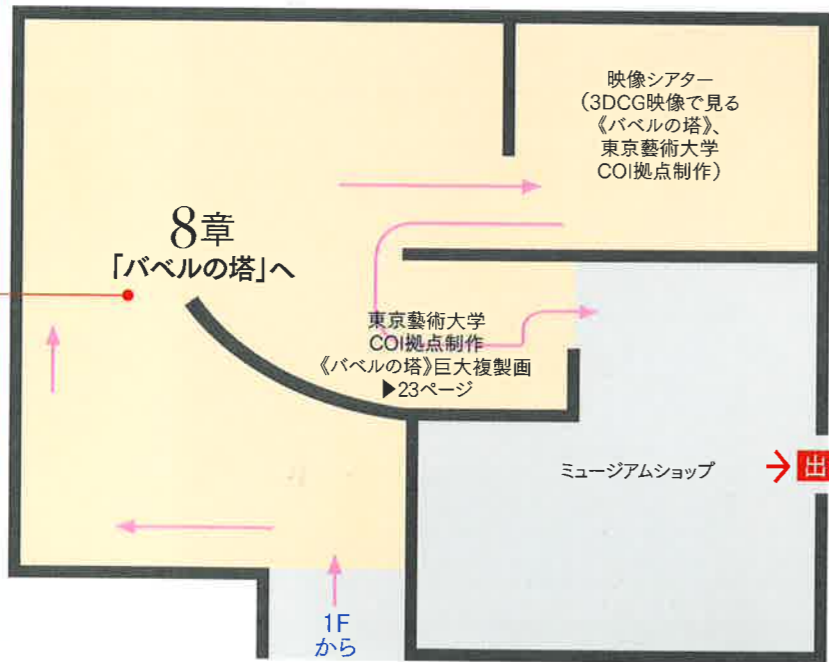 映像シアター
(3DCG映像で見る
《バベルの塔》、
東京藝術大学
COI拠点制作)
8章
「バベルの塔」へ
東京藝術大学
COI拠点制作
《バベルの塔》巨大複製画
▶23ページ
ミュージアムショップ
出
1F
から